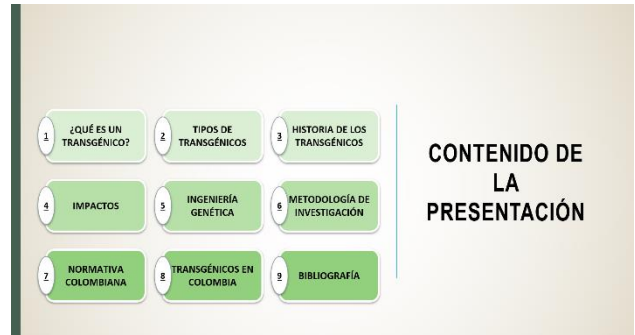 1
¿QUÉ ES UN
TRANSGÉNICO?
2
TIPOS DE
TRANSGÉNICOS
3
HISTORIA DE LOS
TRANSGÉNICOS
4
IMPACTOS
5
INGENIERÍA
GENÉTICA
6
METODOLOGÍA DE
INVESTIGACIÓN
7
NORMATIVA
COLOMBIANA
8
TRANSGÉNICOS EN
COLOMBIA
9
BIBLIOGRAFÍA
CONTENIDO DE
LA
PRESENTACIÓN